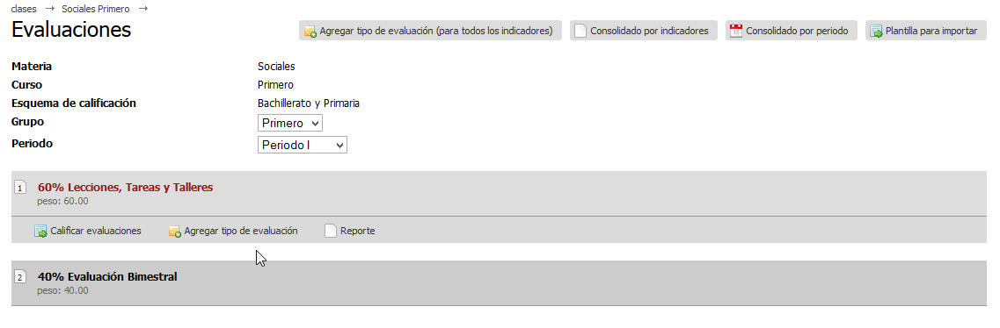 clases → Sociales Primero →
Evaluaciones
Agregar tipo de evaluación (para todos los indicadores) Consolidado por indicadores Consolidado por periodo Plantilla para importar
Materia Sociales
Curso Primero
Esquema de calificación Bachillerato y Primaria
Grupo Primero
Periodo Periodo I
1 60% Lecciones, Tareas y Talleres
peso: 60.00
Calificar evaluaciones Agregar tipo de evaluación Reporte
2 40% Evaluación Bimestral
peso: 40.00